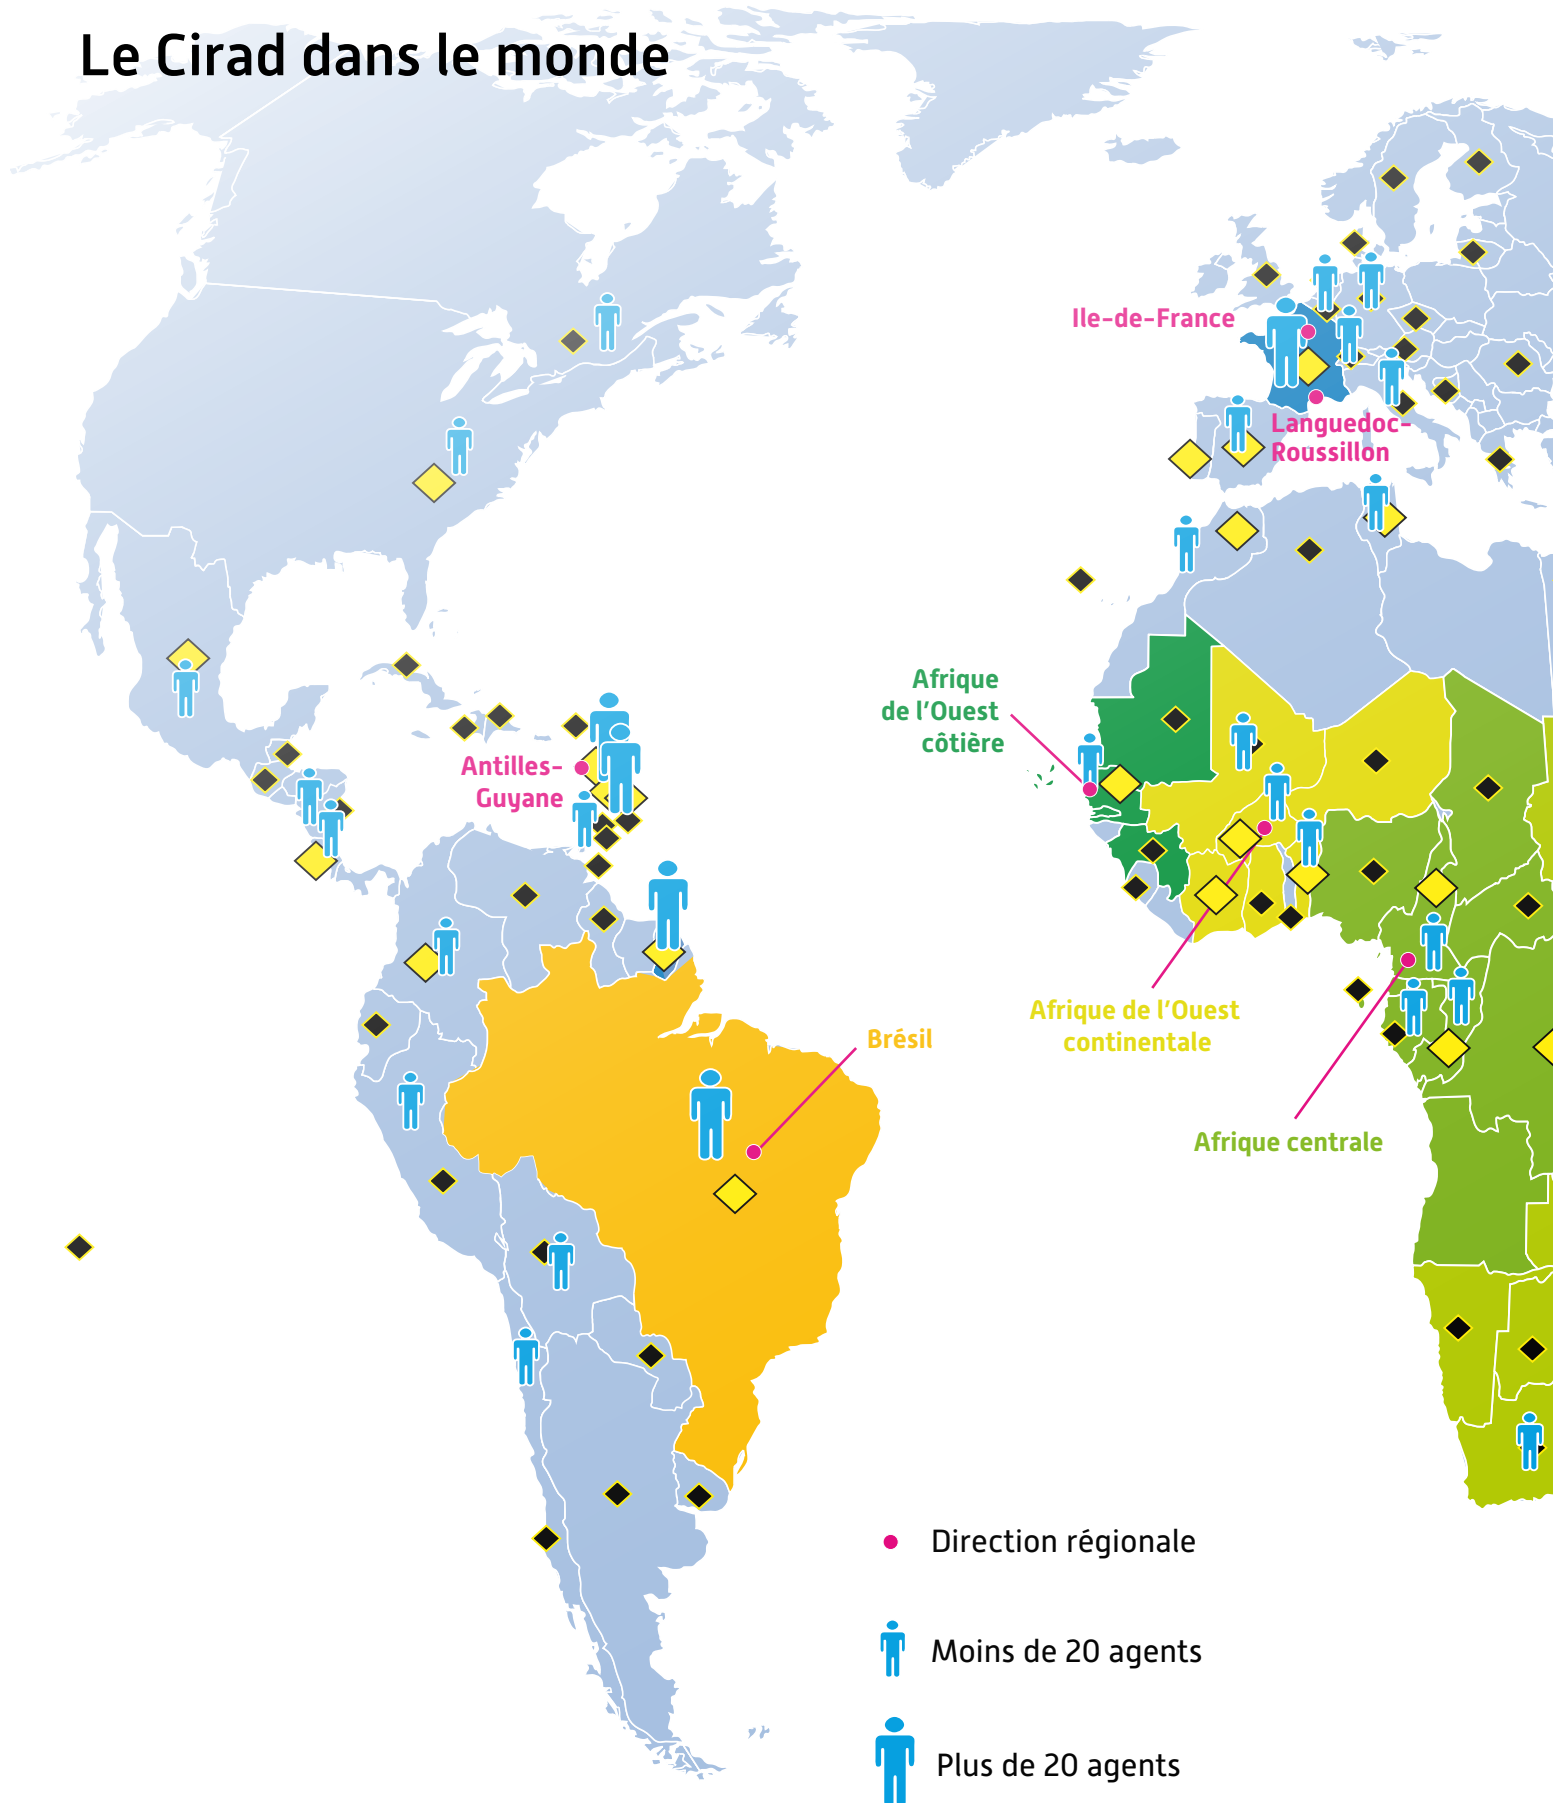 Le Cirad dans le monde
Ile-de-France
Languedoc-
Roussillon
Afrique
de l'Ouest
côtière
Antilles-
Guyane
Afrique de l'Ouest
continentale
Brésil
Afrique centrale
Direction régionale
Moins de 20 agents
Plus de 20 agents